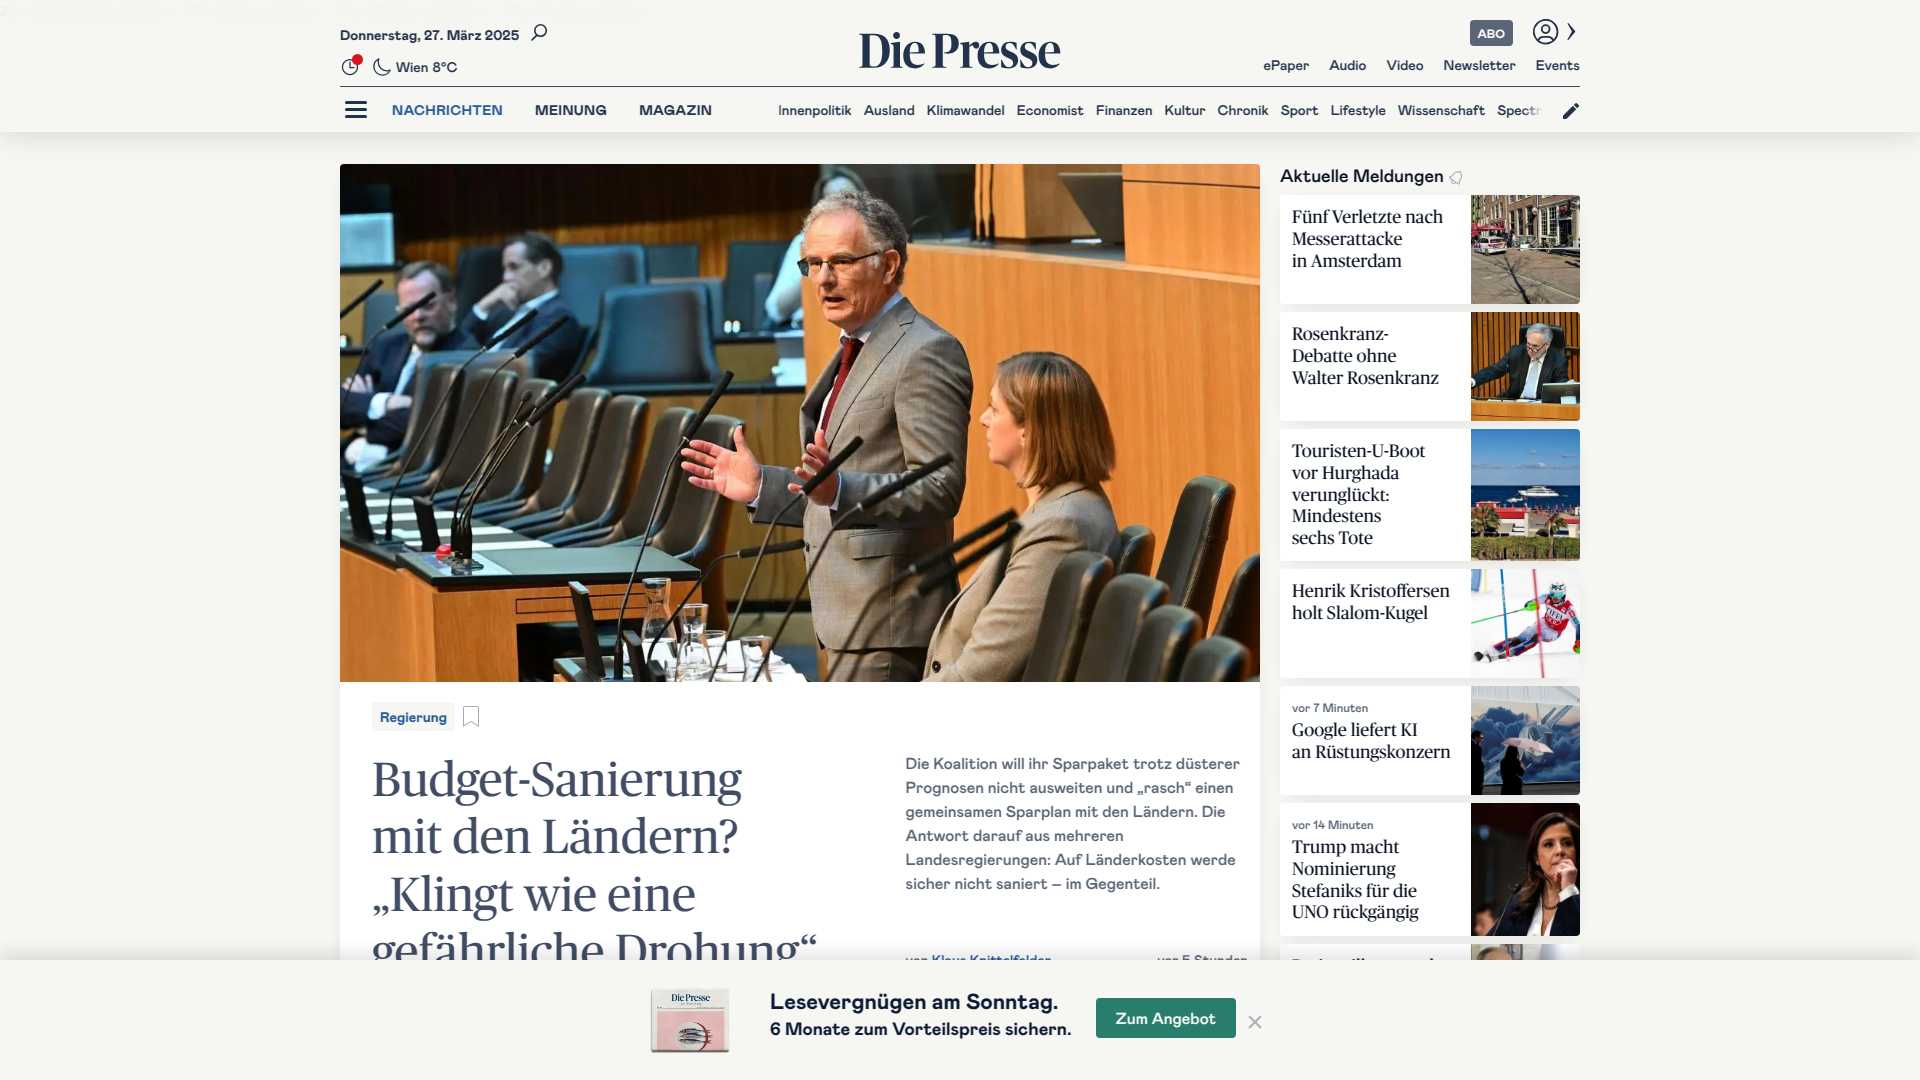 Donnerstag, 27. März 2025
Wien 8°C
Die Presse
ABO
ePaper Audio Video Newsletter Events
NACHRICHTEN MEINUNG MAGAZIN
Innenpolitik Ausland Klimawandel Economist Finanzen Kultur Chronik Sport Lifestyle Wissenschaft
Regierung
Budget-Sanierung
mit den Ländern?
„Klingt wie eine
gefährliche Drohung“
Die Koalition will ihr Sparpaket trotz düsterer
Prognosen nicht ausweiten und „rasch“ einen
gemeinsamen Sparplan mit den Ländern. Die
Antwort darauf aus mehreren
Landesregierungen: Auf Länderkosten werde
sicher nicht saniert – im Gegenteil.
von Klaus Knittelfelder vor 5 Stunden
Aktuelle Meldungen
Fünf Verletzte nach
Messerattacke
in Amsterdam
Rosenkranz-
Debatte ohne
Walter Rosenkranz
Touristen-U-Boot
vor Hurghada
verunglückt:
Mindestens
sechs Tote
Henrik Kristoffersen
holt Slalom-Kugel
vor 7 Minuten
Google liefert KI
an Rüstungskonzern
vor 14 Minuten
Trump macht
Nominierung
Stefaniks für die
UNO rückgängig
Die Presse
Lesevergnügen am Sonntag.
6 Monate zum Vorteilspreis sichern.
Zum Angebot